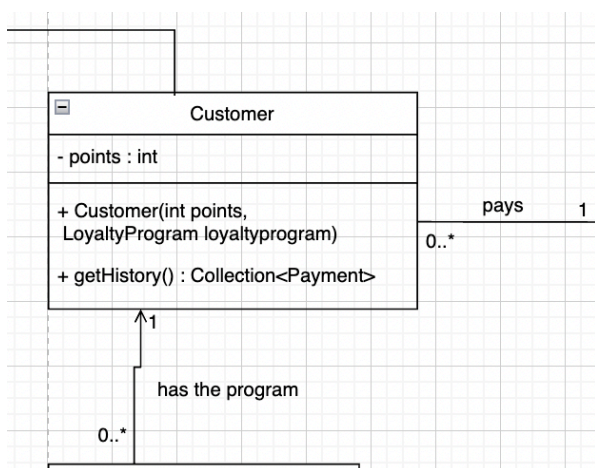 Customer
- points : int
+ Customer(int points,
LoyaltyProgram loyaltyprogram)
+ getHistory() : Collection<Payment>
pays
1
0..*
1
has the program
0..*